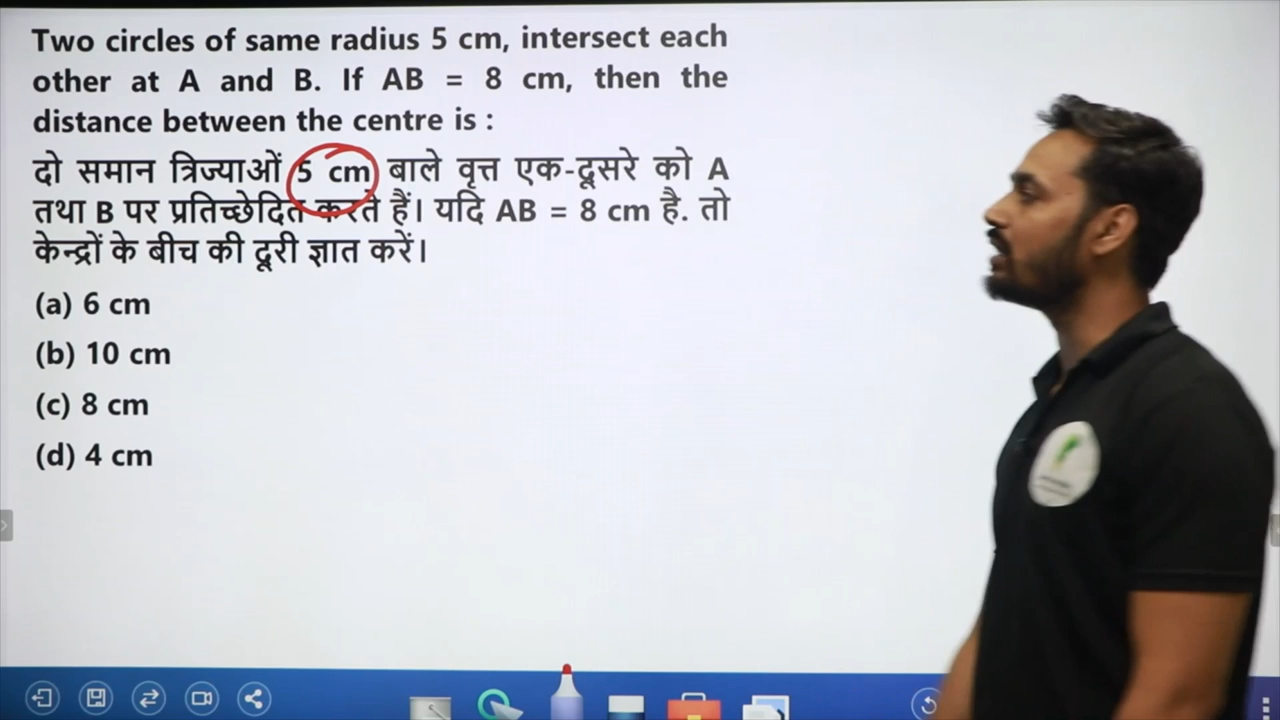 Two circles of same radius 5 cm, intersect each
other at A and B. If AB = 8 cm, then the
distance between the centre is :
दो समान त्रिज्याओं 5 cm बाले वृत्त एक-दूसरे को A
तथा B पर प्रतिच्छेदित करते हैं। यदि AB = 8 cm है. तो
केन्द्रों के बीच की दूरी ज्ञात करें।
(a) 6 cm
(b) 10 cm
(c) 8 cm
(d) 4 cm